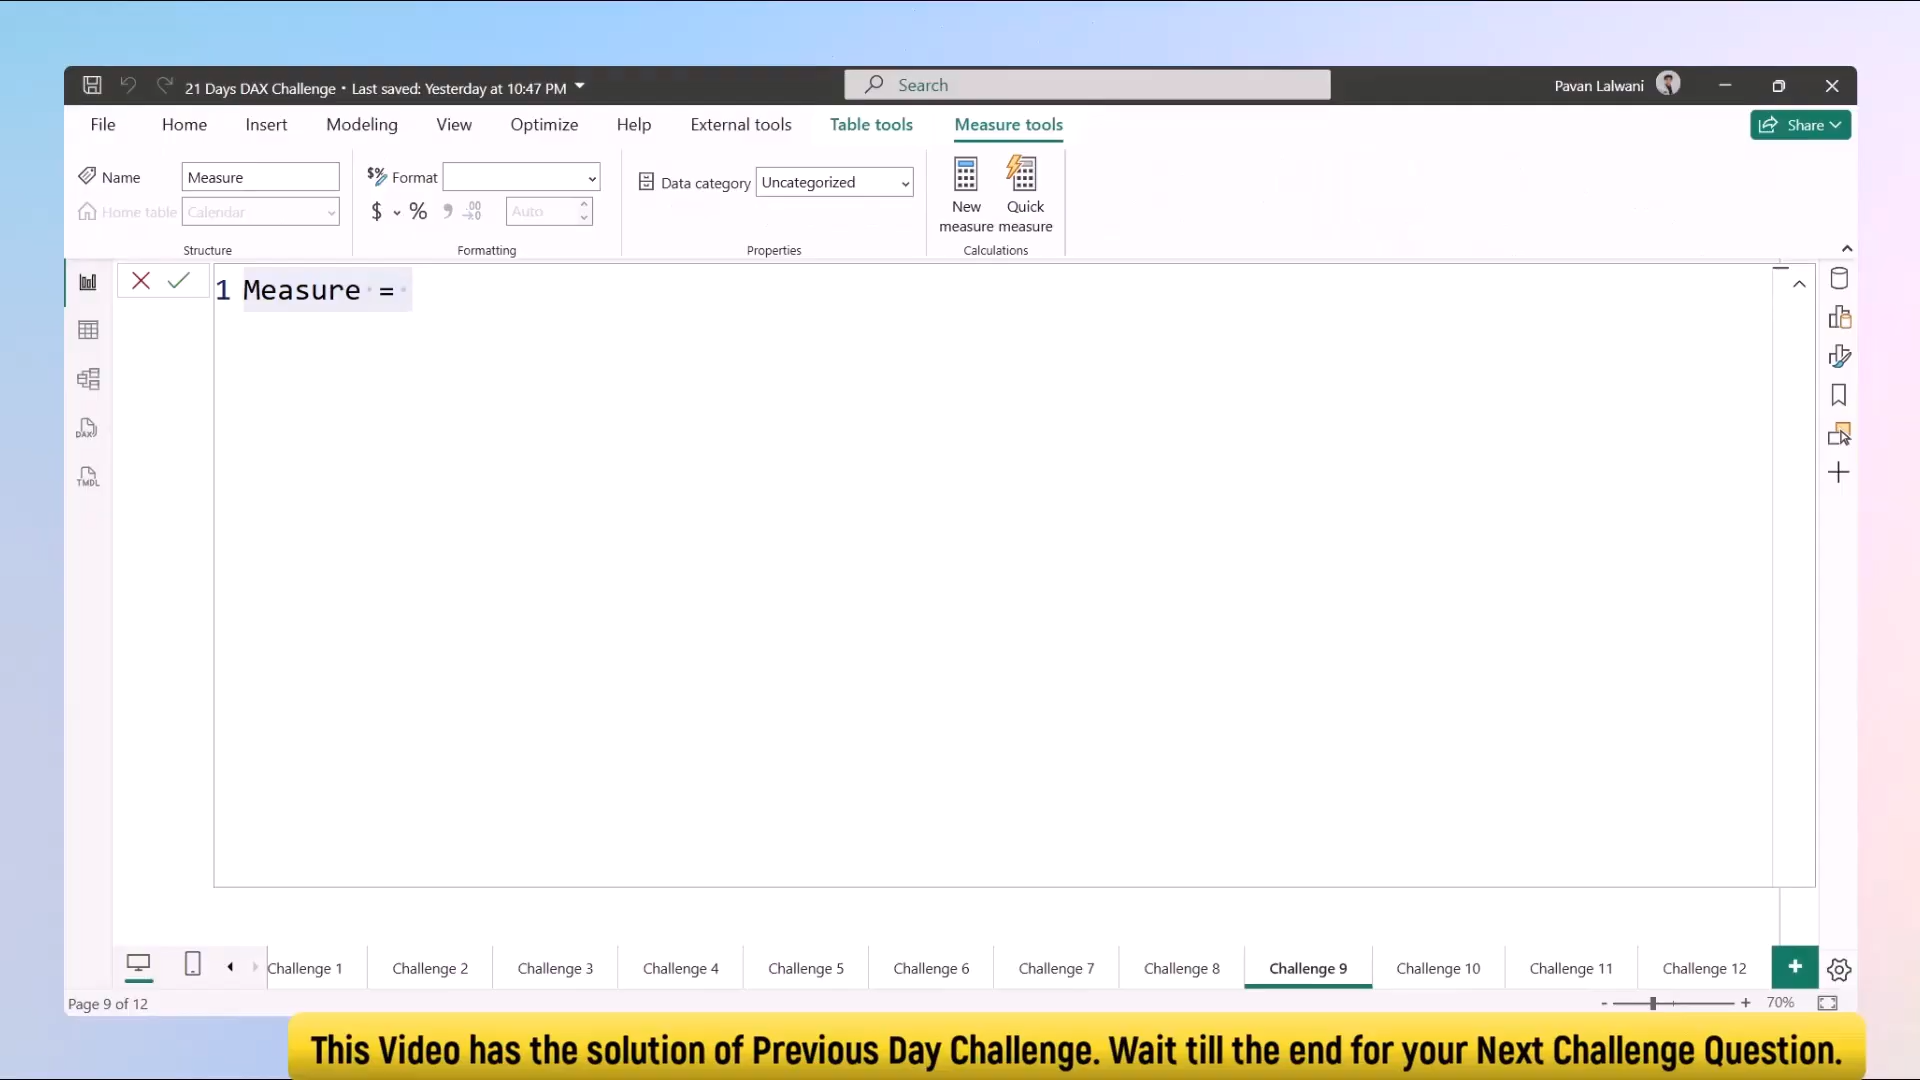 21 Days DAX Challenge • Last saved: Yesterday at 10:47 PM
Search
Pavan Lalwani
File Home Insert Modeling View Optimize Help External tools Table tools Measure tools
Share
Name Measure
Home table Calendar
Structure
Format
$ % .00 →0 Auto
Formatting
Data category Uncategorized
Properties
New measure
Quick measure
Calculations
1 Measure =
DAX
TMDL
Challenge 1 Challenge 2 Challenge 3 Challenge 4 Challenge 5 Challenge 6 Challenge 7 Challenge 8 Challenge 9 Challenge 10 Challenge 11 Challenge 12
Page 9 of 12
- + 70%
This Video has the solution of Previous Day Challenge. Wait till the end for your Next Challenge Question.